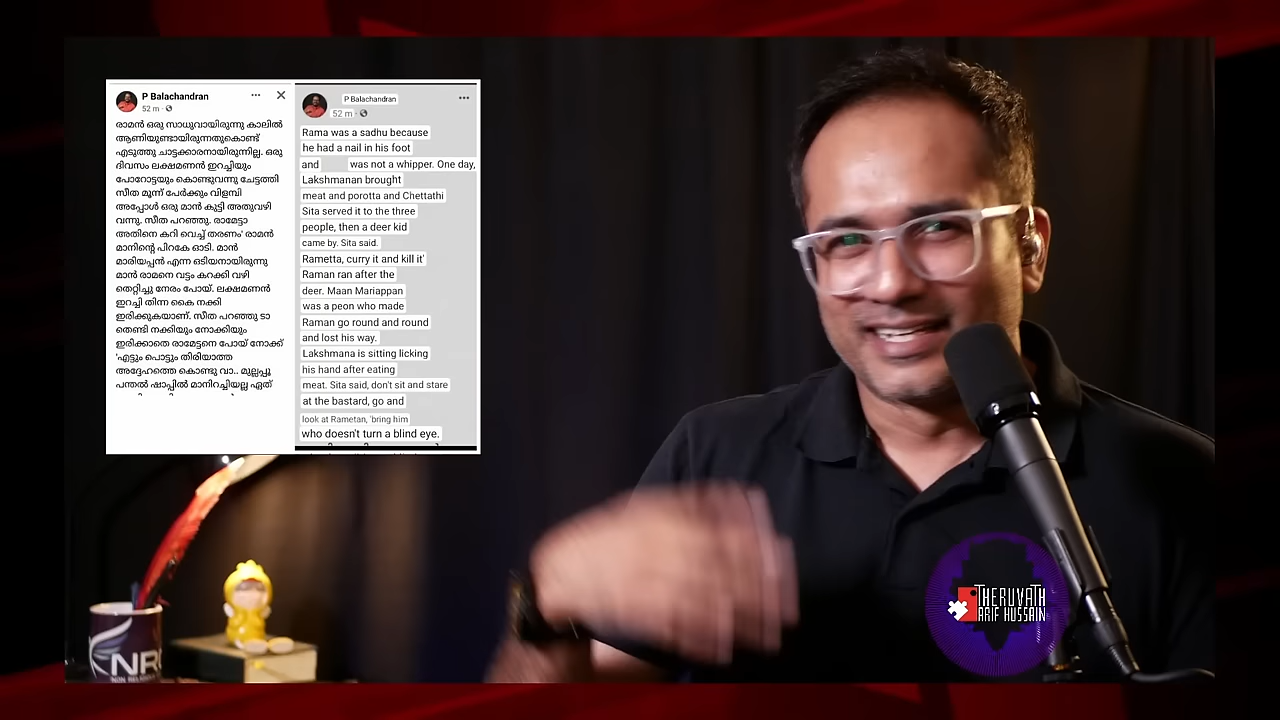 P Balachandran
52 m ·
രാമൻ ഒരു സാധുവായിരുന്നു കാലിൽ
ആണിയുണ്ടായിരുന്നതുകൊണ്ട്
എടുത്തു ചാട്ടക്കാരനായിരുന്നില്ല. ഒരു
ദിവസം ലക്ഷമണൻ ഇറച്ചിയും
പോറോട്ടയും കൊണ്ടുവന്നു ചേട്ടത്തി
സീത മൂന്ന് പേർക്കും വിളമ്പി
അപ്പോൾ ഒരു മാൻ കുട്ടി അതുവഴി
വന്നു. സീത പറഞ്ഞു. രാമേട്ടാ
അതിനെ കറി വെച്ച് തരണം' രാമൻ
മാനിന്റെ പിറകേ ഓടി. മാൻ
മാരിയപ്പൻ എന്ന ഒടിയനായിരുന്നു
മാൻ രാമനെ വട്ടം കറക്കി വഴി
തെറ്റിച്ചു നേരം പോയ്. ലക്ഷമണൻ
ഇറച്ചി തിന്ന കൈ നക്കി
ഇരിക്കുകയാണ്. സീത പറഞ്ഞു ടാ
തെണ്ടി നക്കിയും നോക്കിയും
ഇരിക്കാതെ രാമേട്ടനെ പോയ് നോക്ക്
'എട്ടും പൊട്ടും തിരിയാത്ത
അദ്ദേഹത്തെ കൊണ്ടു വാ.. മുല്ലപ്പൂ
പന്തൽ ഷാപ്പിൽ മാനിറച്ചിയല്ല ഏത്
P Balachandran
52 m ·
Rama was a sadhu because
he had a nail in his foot
and was not a whipper. One day,
Lakshmanan brought
meat and porotta and Chettathi
Sita served it to the three
people, then a deer kid
came by. Sita said.
Rametta, curry it and kill it'
Raman ran after the
deer. Maan Mariappan
was a peon who made
Raman go round and round
and lost his way.
Lakshmana is sitting licking
his hand after eating
meat. Sita said, don't sit and stare
at the bastard, go and
look at Rametan, 'bring him
who doesn't turn a blind eye.
THERUVATH
ARIF HUSSAIN